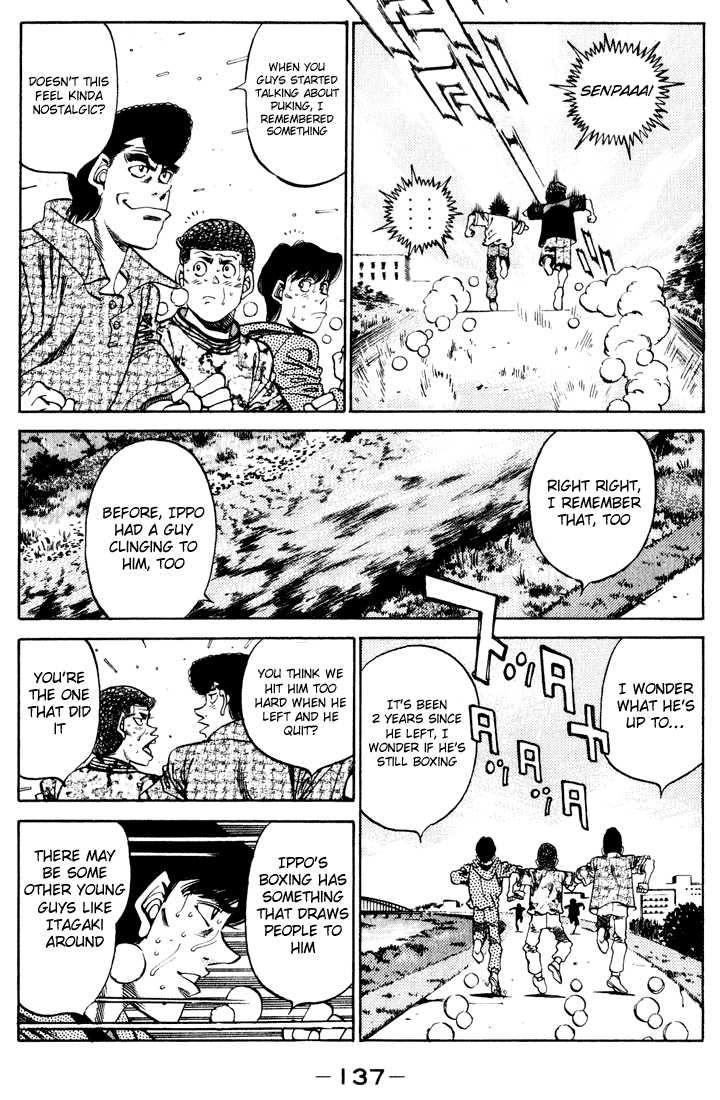 SENPAAA!
WHEN YOU
GUYS STARTED
TALKING ABOUT
PUKING, I
REMEMBERED
SOMETHING
DOESN'T THIS
FEEL KINDA
NOSTALGIC?
RIGHT RIGHT,
I REMEMBER
THAT, TOO
BEFORE, IPPO
HAD A GUY
CLINGING TO
HIM, TOO
I WONDER
WHAT HE'S
UP TO...
IT'S BEEN
2 YEARS SINCE
HE LEFT, I
WONDER IF HE'S
STILL BOXING
YOU THINK WE
HIT HIM TOO
HARD WHEN HE
LEFT AND HE
QUIT?
YOU'RE
THE ONE
THAT DID
IT
IPPO'S
BOXING HAS
SOMETHING
THAT DRAWS
PEOPLE TO
HIM
THERE MAY
BE SOME
OTHER YOUNG
GUYS LIKE
ITAGAKI
AROUND
-137-